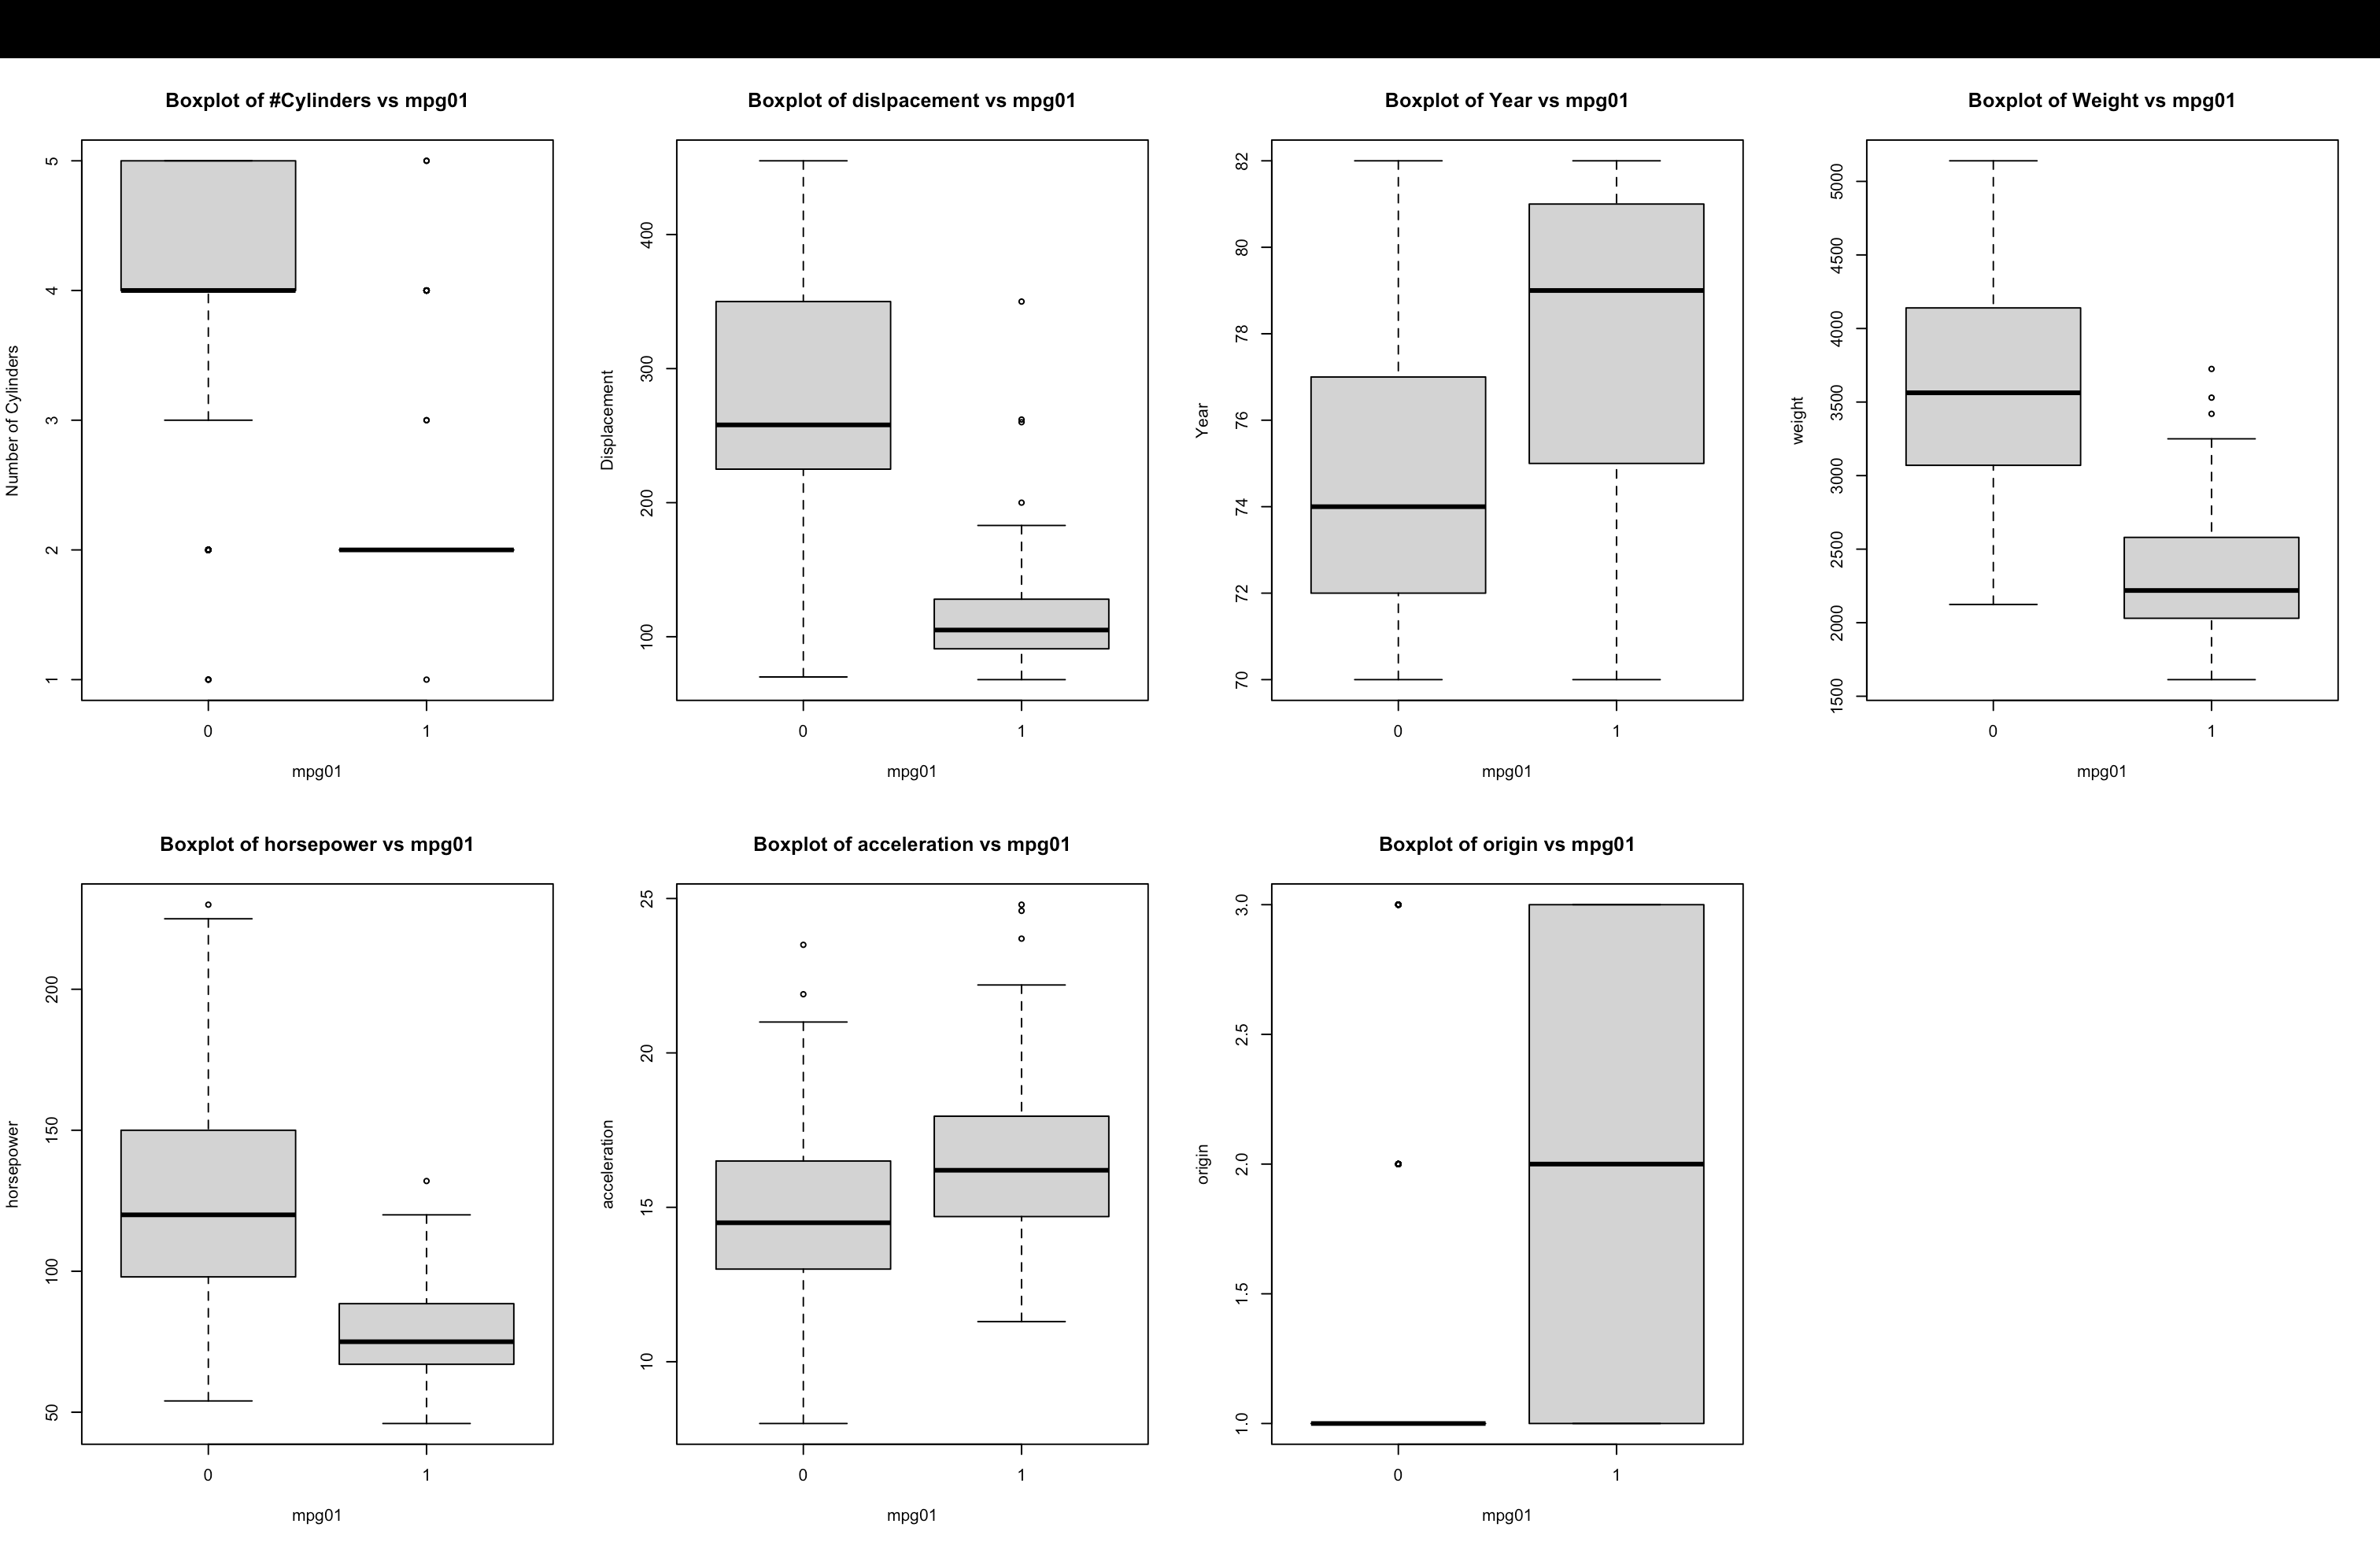 Boxplot of #Cylinders vs mpg01
Number of Cylinders
5
4
3
2
1
0 1
mpg01
Boxplot of dislpacement vs mpg01
Displacement
400
300
200
100
0 1
mpg01
Boxplot of Year vs mpg01
Year
82
80
78
76
74
72
70
0 1
mpg01
Boxplot of Weight vs mpg01
weight
5000
4500
4000
3500
3000
2500
2000
1500
0 1
mpg01
Boxplot of horsepower vs mpg01
horsepower
200
150
100
50
0 1
mpg01
Boxplot of acceleration vs mpg01
acceleration
25
20
15
10
0 1
mpg01
Boxplot of origin vs mpg01
origin
3.0
2.5
2.0
1.5
1.0
0 1
mpg01